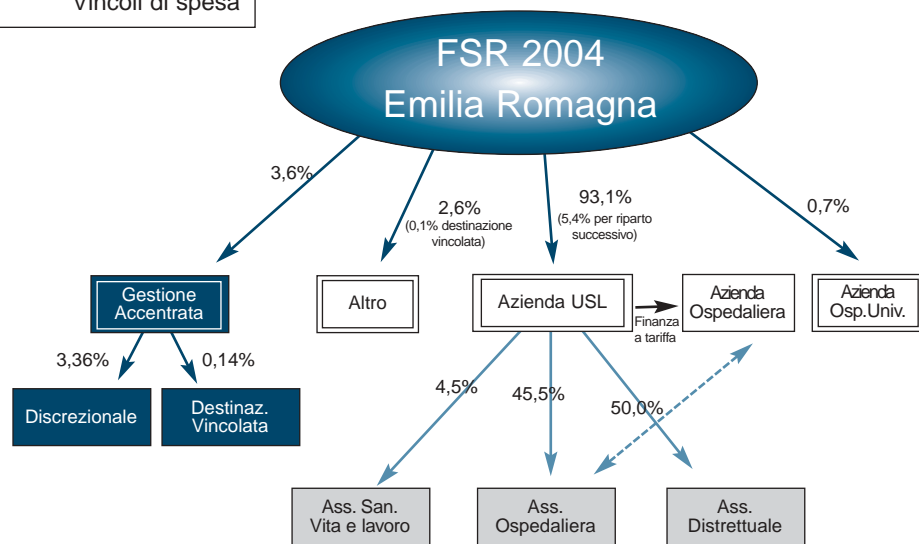 Vincoli di spesa
FSR 2004
Emilia Romagna
3,6%
2,6%
(0,1% destinazione
vincolata)
93,1%
(5,4% per riparto
successivo)
0,7%
Gestione
Accentrata
Altro
Azienda USL
Finanza
a tariffa
Azienda
Ospedaliera
Azienda
Osp.Univ.
3,36%
0,14%
4,5%
45,5%
50,0%
Discrezionale
Destinaz.
Vincolata
Ass. San.
Vita e lavoro
Ass.
Ospedaliera
Ass.
Distrettuale